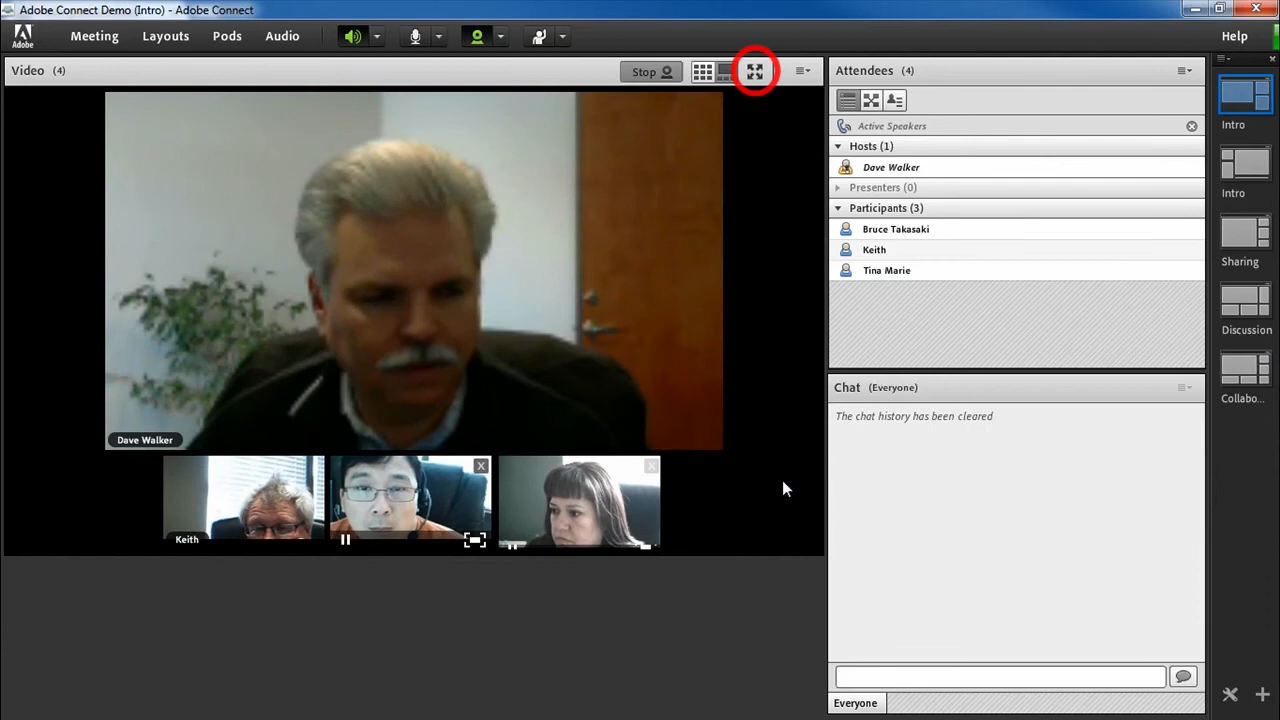 Adobe Connect Demo (Intro) - Adobe Connect
Adobe
Meeting
Layouts
Pods
Audio
Help
Video (4)
Stop
Dave Walker
Keith
Attendees (4)
Active Speakers
Hosts (1)
Dave Walker
Presenters (0)
Participants (3)
Bruce Takasaki
Keith
Tina Marie
Chat (Everyone)
The chat history has been cleared
Everyone
Intro
Intro
Sharing
Discussion
Collabo...